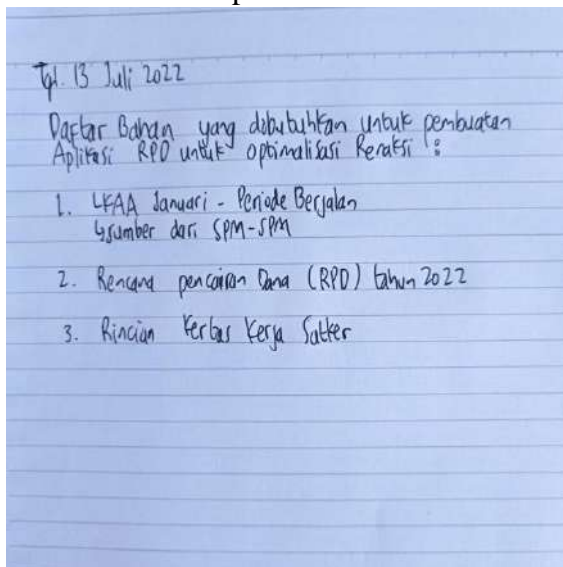 Tgl. 13 Juli 2022
Daftar Bahan yang dibutuhkan untuk pembuatan
Aplikasi RPD untuk optimalisasi Revaksi :
1. LKAA Januari - Periode Berjalan
↳ sumber dari SPM-SPM
2. Rencana pencairan Dana (RPD) tahun 2022
3. Rincian Kertas Kerja Satker